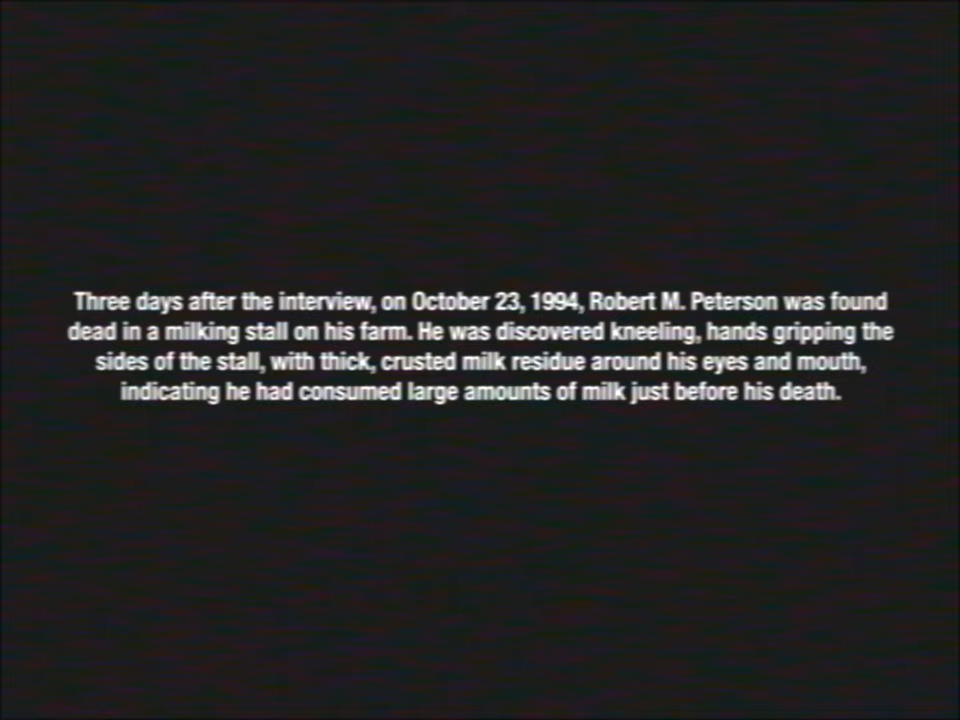 Three days after the interview, on October 23, 1994, Robert M. Peterson was found
dead in a milking stall on his farm. He was discovered kneeling, hands gripping the
sides of the stall, with thick, crusted milk residue around his eyes and mouth,
indicating he had consumed large amounts of milk just before his death.